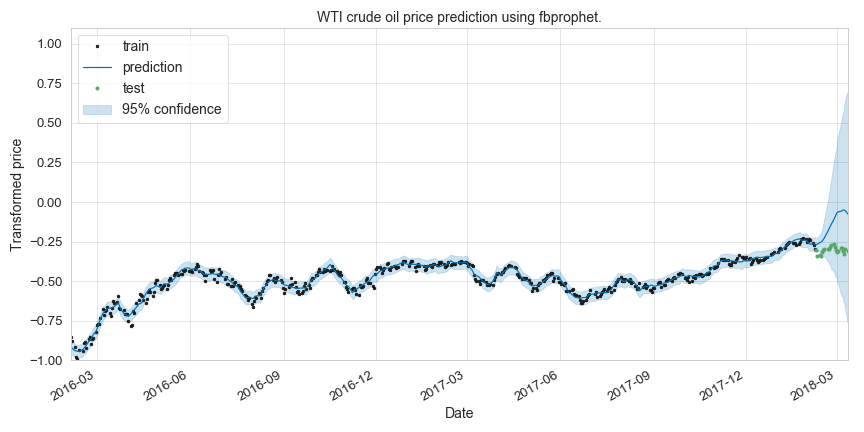 WTI crude oil price prediction using fbprophet.
train
prediction
test
95% confidence
Transformed price
1.00
0.75
0.50
0.25
0.00
−0.25
−0.50
−0.75
−1.00
2016-03
2016-06
2016-09
2016-12
2017-03
2017-06
2017-09
2017-12
2018-03
Date